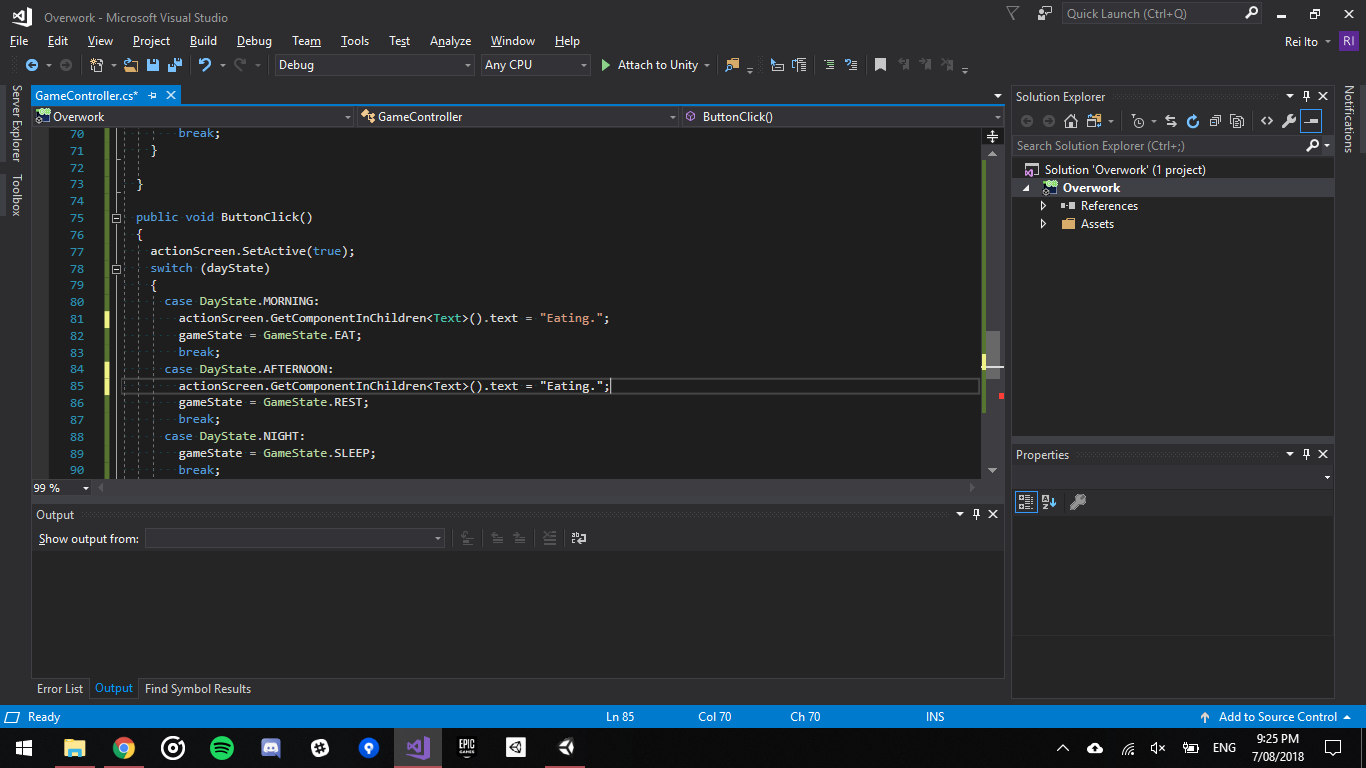 Overwork - Microsoft Visual Studio
Quick Launch (Ctrl+Q)
File Edit View Project Build Debug Team Tools Test Analyze Window Help
Rei Ito RI
Debug Any CPU Attach to Unity
Server Explorer
Toolbox
GameController.cs*
Overwork GameController ButtonClick()
70 break;
71 }
72
73 }
74
75 public void ButtonClick()
76 {
77 actionScreen.SetActive(true);
78 switch (dayState)
79 {
80 case DayState.MORNING:
81 actionScreen.GetComponentInChildren<Text>().text = "Eating.";
82 gameState = GameState.EAT;
83 break;
84 case DayState.AFTERNOON:
85 actionScreen.GetComponentInChildren<Text>().text = "Eating.";
86 gameState = GameState.REST;
87 break;
88 case DayState.NIGHT:
89 gameState = GameState.SLEEP;
90 break;
99 %
Output
Show output from:
Error List Output Find Symbol Results
Solution Explorer
Search Solution Explorer (Ctrl+;)
Solution 'Overwork' (1 project)
Overwork
References
Assets
Properties
Notifications
Ready Ln 85 Col 70 Ch 70 INS Add to Source Control
EPIC GAMES
ENG
9:25 PM
7/08/2018